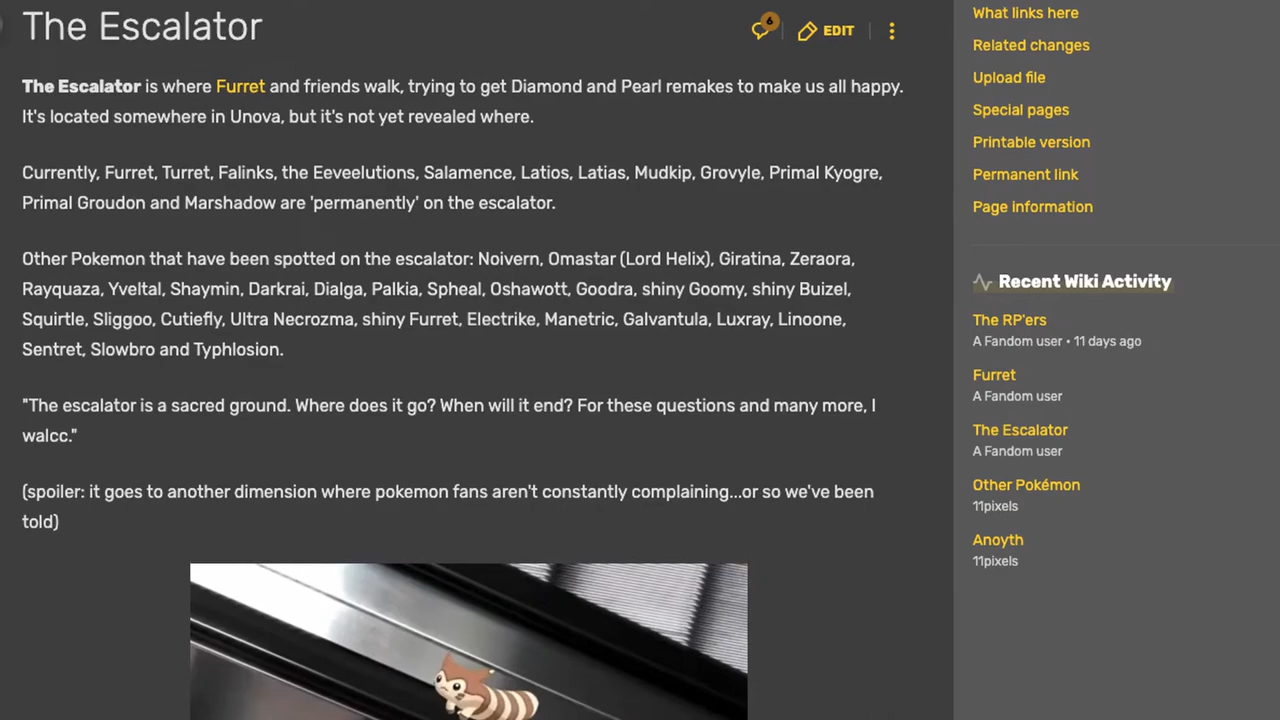 The Escalator
6
EDIT
The Escalator is where Furret and friends walk, trying to get Diamond and Pearl remakes to make us all happy.
It's located somewhere in Unova, but it's not yet revealed where.
Currently, Furret, Turret, Falinks, the Eeveelutions, Salamence, Latios, Latias, Mudkip, Grovyle, Primal Kyogre,
Primal Groudon and Marshadow are 'permanently' on the escalator.
Other Pokemon that have been spotted on the escalator: Noivern, Omastar (Lord Helix), Giratina, Zeraora,
Rayquaza, Yveltal, Shaymin, Darkrai, Dialga, Palkia, Spheal, Oshawott, Goodra, shiny Goomy, shiny Buizel,
Squirtle, Sliggoo, Cutiefly, Ultra Necrozma, shiny Furret, Electrike, Manetric, Galvantula, Luxray, Linoone,
Sentret, Slowbro and Typhlosion.
"The escalator is a sacred ground. Where does it go? When will it end? For these questions and many more, I
walcc."
(spoiler: it goes to another dimension where pokemon fans aren't constantly complaining...or so we've been
told)
What links here
Related changes
Upload file
Special pages
Printable version
Permanent link
Page information
Recent Wiki Activity
The RP'ers
A Fandom user • 11 days ago
Furret
A Fandom user
The Escalator
A Fandom user
Other Pokémon
11pixels
Anoyth
11pixels